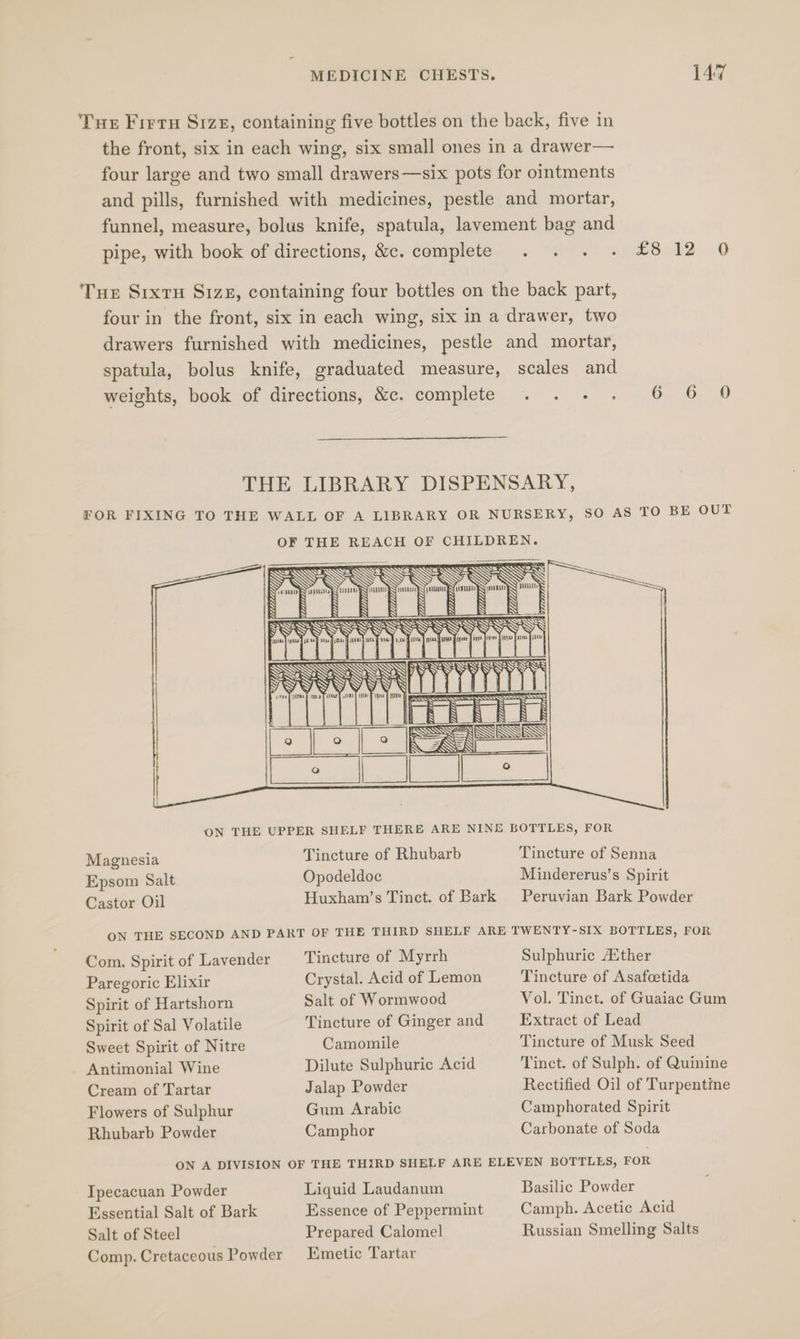 MEDICINE CHESTS. 147
THE FIFTH SIZE, containing five bottles on the back, five in
the front, six in each wing, six small ones in a drawer—
four large and two small drawers—six pots for ointments
and pills, furnished with medicines, pestle and mortar,
funnel, measure, bolus knife, spatula, lavement bag and
pipe, with book of directions, &c. complete . . . . £8 12 0
THE SIXTH SIZE, containing four bottles on the back part,
four in the front, six in each wing, six in a drawer, two
drawers furnished with medicines, pestle and mortar,
spatula, bolus knife, graduated measure, scales and
weights, book of directions, &c. complete . . . . 6 6 0
THE LIBRARY DISPENSARY,
FOR FIXING TO THE WALL OF A LIBRARY OR NURSERY, SO AS TO BE OUT
OF THE REACH OF CHILDREN.
ON THE UPPER SHELF THERE ARE NINE BOTTLES, FOR
Magnesia Tincture of Rhubarb Tincture of Senna
Epsom Salt Opodeldoc Mindererus's Spirit
Castor Oil Huxham's Tinct. of Bark Peruvian Bark Powder
ON THE SECOND AND PART OF THE THIRD SHELF ARE TWENTY-SIX BOTTLES, FOR
Com. Spirit of Lavender Tincture of Myrrh Sulphuric Æther
Paregoric Elixir Crystal. Acid of Lemon Tincture of Asafœtida
Spirit of Hartshorn Salt of Wormwood Vol. Tinct. of Guaiac Gum
Spirit of Sal Volatile Tincture of Ginger and Extract of Lead
Sweet Spirit of Nitre Camomile Tincture of Musk Seed
Antimonial Wine Dilute Sulphuric Acid Tinct. of Sulph. of Quinine
Cream of Tartar Jalap Powder Rectified Oil of Turpentine
Flowers of Sulphur Gum Arabic Camphorated Spirit
Rhubarb Powder Camphor Carbonate of Soda
ON A DIVISION OF THE THIRD SHELF ARE ELEVEN BOTTLES, FOR
Ipecacuan Powder Liquid Laudanum Basilic Powder
Essential Salt of Bark Essence of Peppermint Camph. Acetic Acid
Salt of Steel Prepared Calomel Russian Smelling Salts
Comp. Cretaceous Powder Emetic Tartar